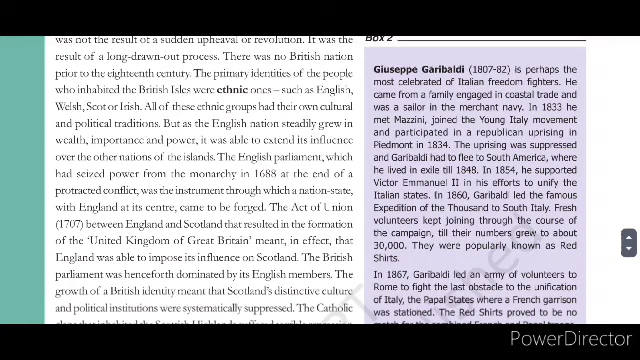 was not the result of a sudden upheaval or revolution. It was the
result of a long-drawn-out process. There was no British nation
prior to the eighteenth century. The primary identities of the people
who inhabited the British Isles were ethnic ones – such as English,
Welsh, Scot or Irish. All of these ethnic groups had their own cultural
and political traditions. But as the English nation steadily grew in
wealth, importance and power, it was able to extend its influence
over the other nations of the islands. The English parliament, which
had seized power from the monarchy in 1688 at the end of a
protracted conflict, was the instrument through which a nation-state,
with England at its centre, came to be forged. The Act of Union
(1707) between England and Scotland that resulted in the formation
of the ‘United Kingdom of Great Britain’ meant, in effect, that
England was able to impose its influence on Scotland. The British
parliament was henceforth dominated by its English members. The
growth of a British identity meant that Scotland’s distinctive culture
and political institutions were systematically suppressed. The Catholic
Box 2
Giuseppe Garibaldi (1807-82) is perhaps the
most celebrated of Italian freedom fighters. He
came from a family engaged in coastal trade and
was a sailor in the merchant navy. In 1833 he
met Mazzini, joined the Young Italy movement
and participated in a republican uprising in
Piedmont in 1834. The uprising was suppressed
and Garibaldi had to flee to South America, where
he lived in exile till 1848. In 1854, he supported
Victor Emmanuel II in his efforts to unify the
Italian states. In 1860, Garibaldi led the famous
Expedition of the Thousand to South Italy. Fresh
volunteers kept joining through the course of
the campaign, till their numbers grew to about
30,000. They were popularly known as Red
Shirts.
In 1867, Garibaldi led an army of volunteers to
Rome to fight the last obstacle to the unification
of Italy, the Papal States where a French garrison
was stationed. The Red Shirts proved to be no
PowerDirector